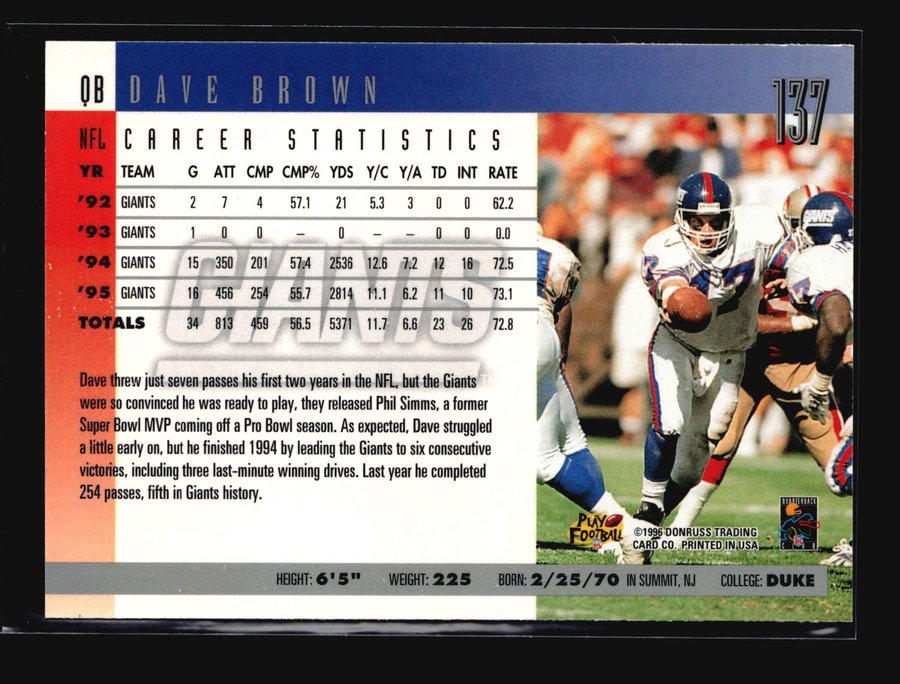 QB DAVE BROWN 137
NFL CAREER STATISTICS
YR TEAM G ATT CMP CMP% YDS Y/C Y/A TD INT RATE
'92 GIANTS 2 7 4 57.1 21 5.3 3 0 0 62.2
'93 GIANTS 1 0 0 – 0 – – 0 0 0.0
'94 GIANTS 15 350 201 57.4 2536 12.6 7.2 12 16 72.5
'95 GIANTS 16 456 254 55.7 2814 11.1 6.2 11 10 73.1
TOTALS 34 813 459 56.5 5371 11.7 6.6 23 26 72.8
GIANTS
TM
Dave threw just seven passes his first two years in the NFL, but the Giants
were so convinced he was ready to play, they released Phil Simms, a former
Super Bowl MVP coming off a Pro Bowl season. As expected, Dave struggled
a little early on, but he finished 1994 by leading the Giants to six consecutive
victories, including three last-minute winning drives. Last year he completed
254 passes, fifth in Giants history.
GIANTS
17
PLAY
FOOTBALL
NFL
©1996 DONRUSS TRADING
CARD CO. PRINTED IN USA
QUARTERBACK
CLUB
HEIGHT: 6'5" WEIGHT: 225 BORN: 2/25/70 IN SUMMIT, NJ COLLEGE: DUKE